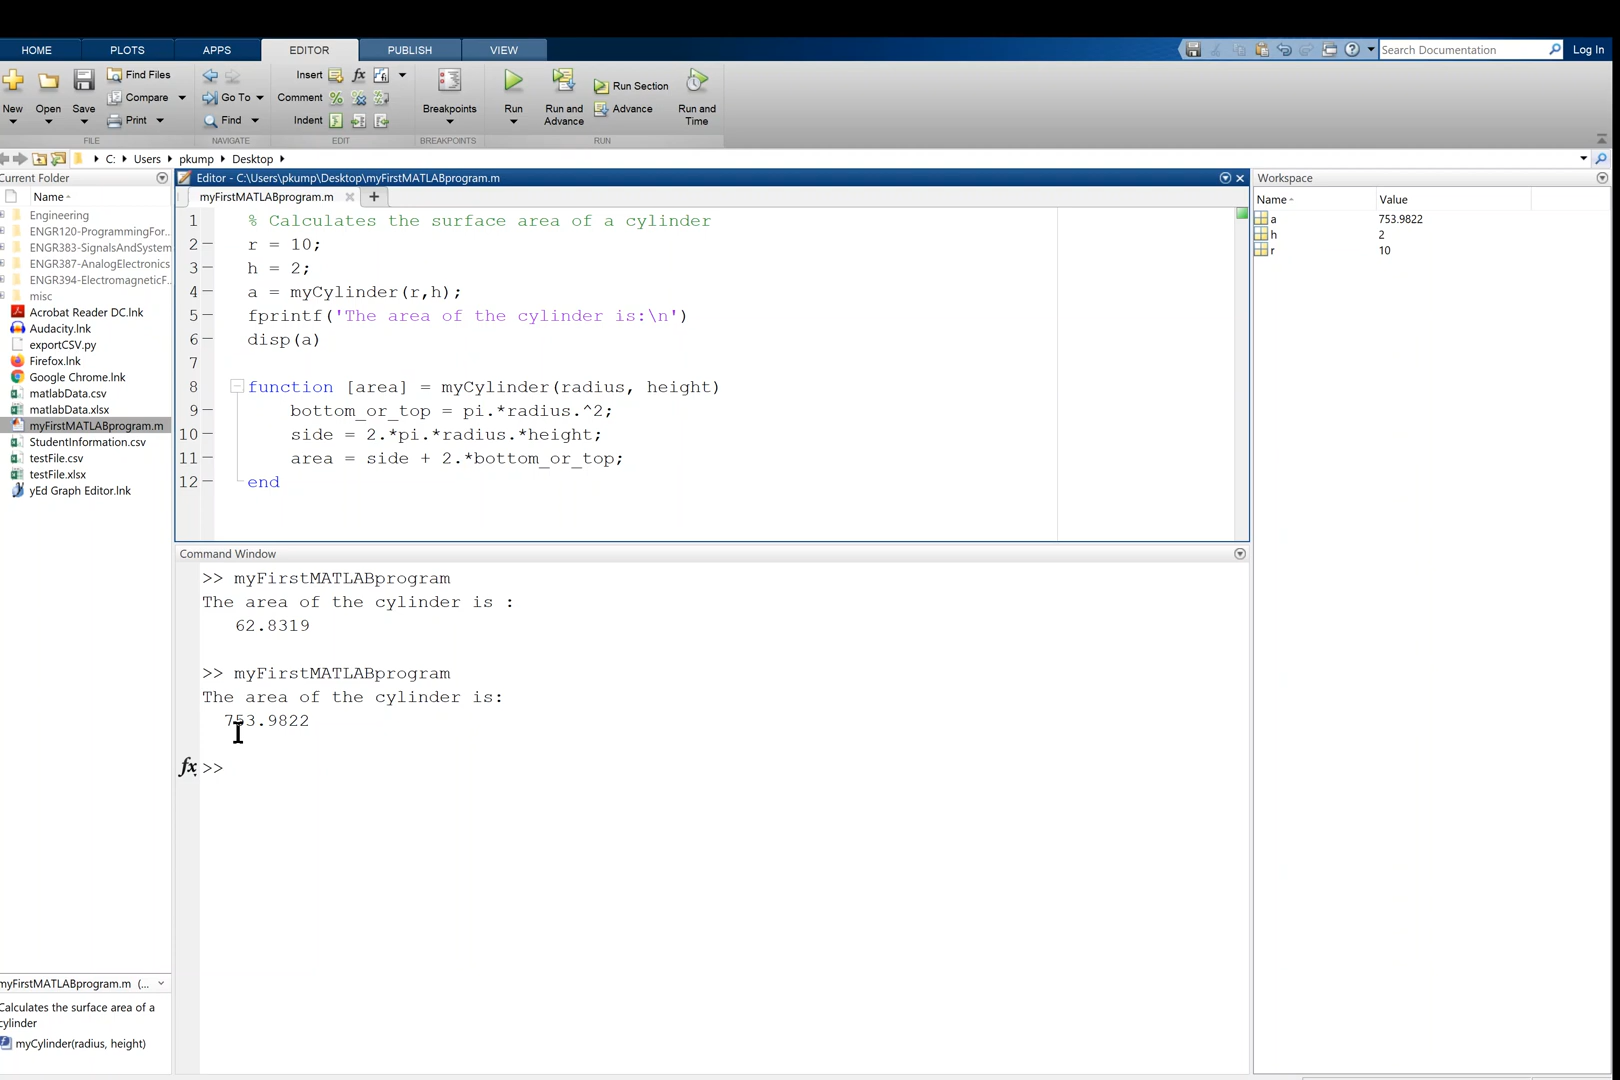 HOME PLOTS APPS EDITOR PUBLISH VIEW Search Documentation Log In
New Open Save Find Files Compare Print
FILE
Go To Find
NAVIGATE
Insert fx
Comment % %
Indent
EDIT
Breakpoints
BREAKPOINTS
Run Run and Advance Run Section Advance Run and Time
RUN
C: Users pkump Desktop
Current Folder
Name
Engineering
ENGR120-ProgrammingFor...
ENGR383-SignalsAndSystem
ENGR387-AnalogElectronics
ENGR394-ElectromagneticF...
misc
Acrobat Reader DC.lnk
Audacity.lnk
exportCSV.py
Firefox.lnk
Google Chrome.lnk
matlabData.csv
matlabData.xlsx
myFirstMATLABprogram.m
StudentInformation.csv
testFile.csv
testFile.xlsx
yEd Graph Editor.lnk
myFirstMATLABprogram.m (...
Calculates the surface area of a
cylinder
myCylinder(radius, height)
Editor - C:\Users\pkump\Desktop\myFirstMATLABprogram.m
myFirstMATLABprogram.m +
1 % Calculates the surface area of a cylinder
2 - r = 10;
3 - h = 2;
4 - a = myCylinder(r,h);
5 - fprintf('The area of the cylinder is:\n')
6 - disp(a)
7
8 function [area] = myCylinder(radius, height)
9 - bottom_or_top = pi.*radius.^2;
10 - side = 2.*pi.*radius.*height;
11 - area = side + 2.*bottom_or_top;
12 - end
Command Window
>> myFirstMATLABprogram
The area of the cylinder is :
62.8319
>> myFirstMATLABprogram
The area of the cylinder is:
753.9822
fx >>
Workspace
Name Value
a 753.9822
h 2
r 10